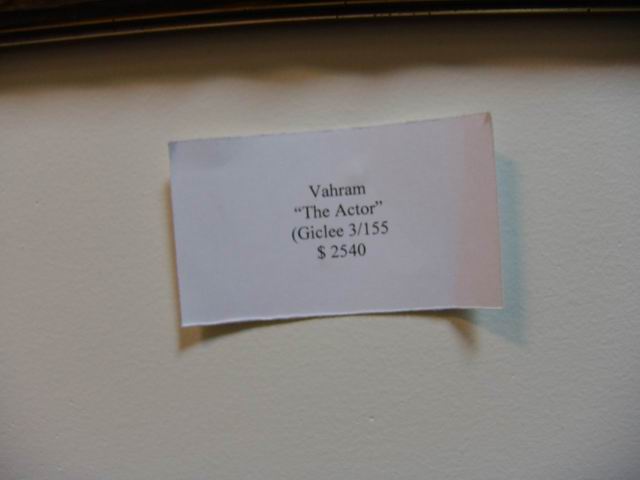 Vahram
“The Actor”
(Giclee 3/155
$ 2540